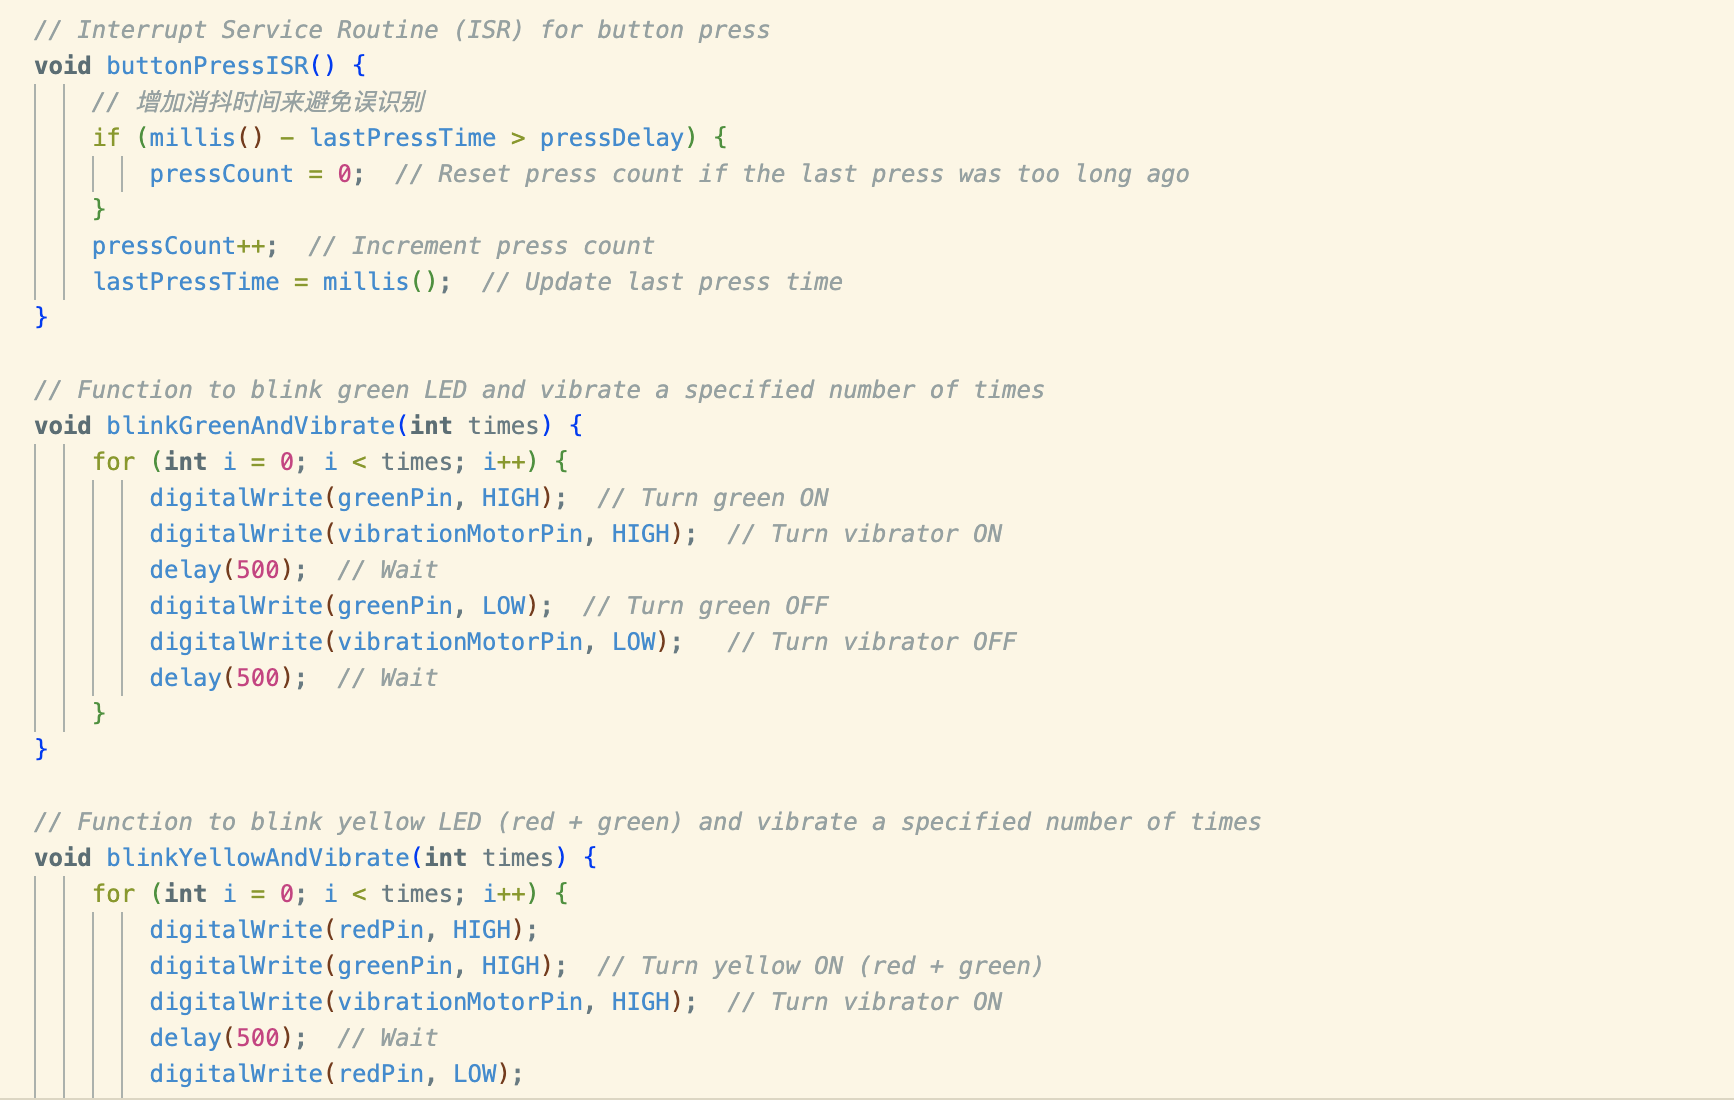 // Interrupt Service Routine (ISR) for button press
void buttonPressISR() {
// 增加消抖时间来避免误识别
if (millis() - lastPressTime > pressDelay) {
pressCount = 0;  // Reset press count if the last press was too long ago
}
pressCount++;  // Increment press count
lastPressTime = millis();  // Update last press time
}
// Function to blink green LED and vibrate a specified number of times
void blinkGreenAndVibrate(int times) {
for (int i = 0; i < times; i++) {
digitalWrite(greenPin, HIGH);  // Turn green ON
digitalWrite(vibrationMotorPin, HIGH);  // Turn vibrator ON
delay(500);  // Wait
digitalWrite(greenPin, LOW);  // Turn green OFF
digitalWrite(vibrationMotorPin, LOW);   // Turn vibrator OFF
delay(500);  // Wait
}
}
// Function to blink yellow LED (red + green) and vibrate a specified number of times
void blinkYellowAndVibrate(int times) {
for (int i = 0; i < times; i++) {
digitalWrite(redPin, HIGH);
digitalWrite(greenPin, HIGH);  // Turn yellow ON (red + green)
digitalWrite(vibrationMotorPin, HIGH);  // Turn vibrator ON
delay(500);  // Wait
digitalWrite(redPin, LOW);